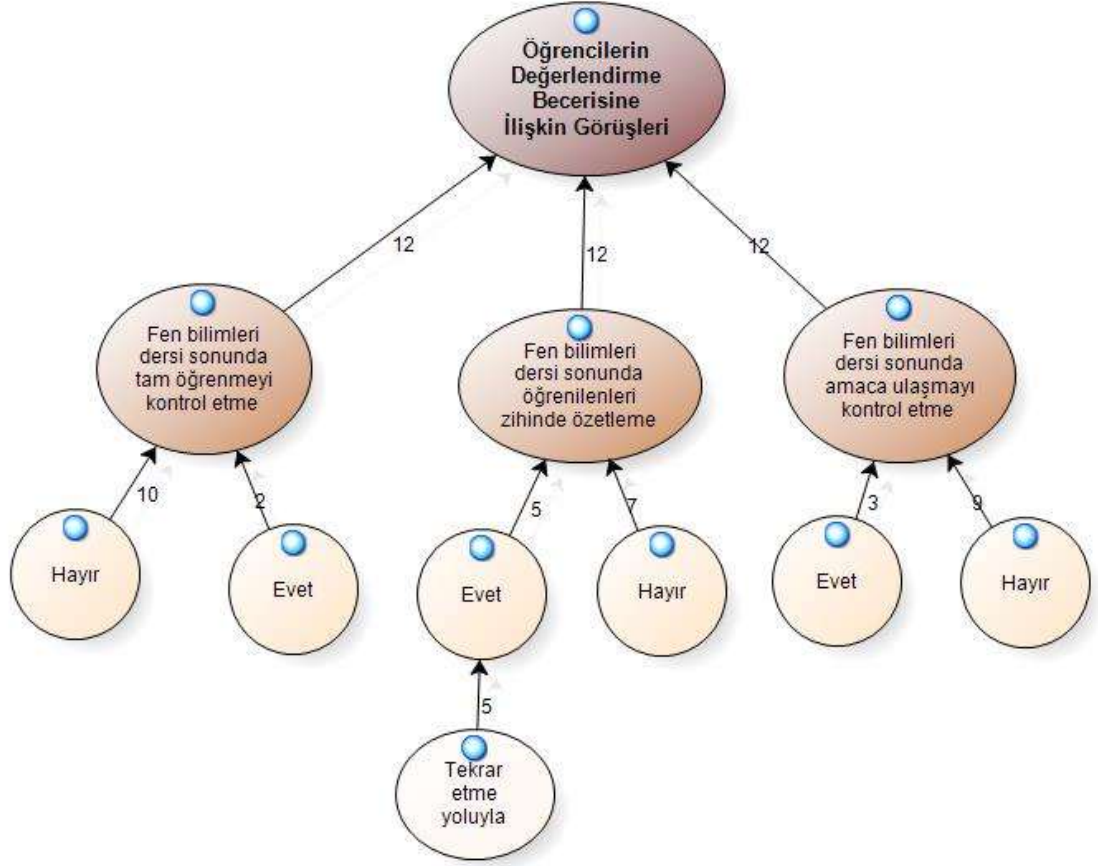 Öğrencilerin
Değerlendirme
Becerisine
İlişkin Görüşleri
12
12
12
Fen bilimleri
dersi sonunda
tam öğrenmeyi
kontrol etme
Fen bilimleri
dersi sonunda
öğrenilenleri
zihinde özetleme
Fen bilimleri
dersi sonunda
amaca ulaşmayı
kontrol etme
10
2
5
7
3
9
Hayır
Evet
Evet
Hayır
Evet
Hayır
5
Tekrar
etme
yoluyla